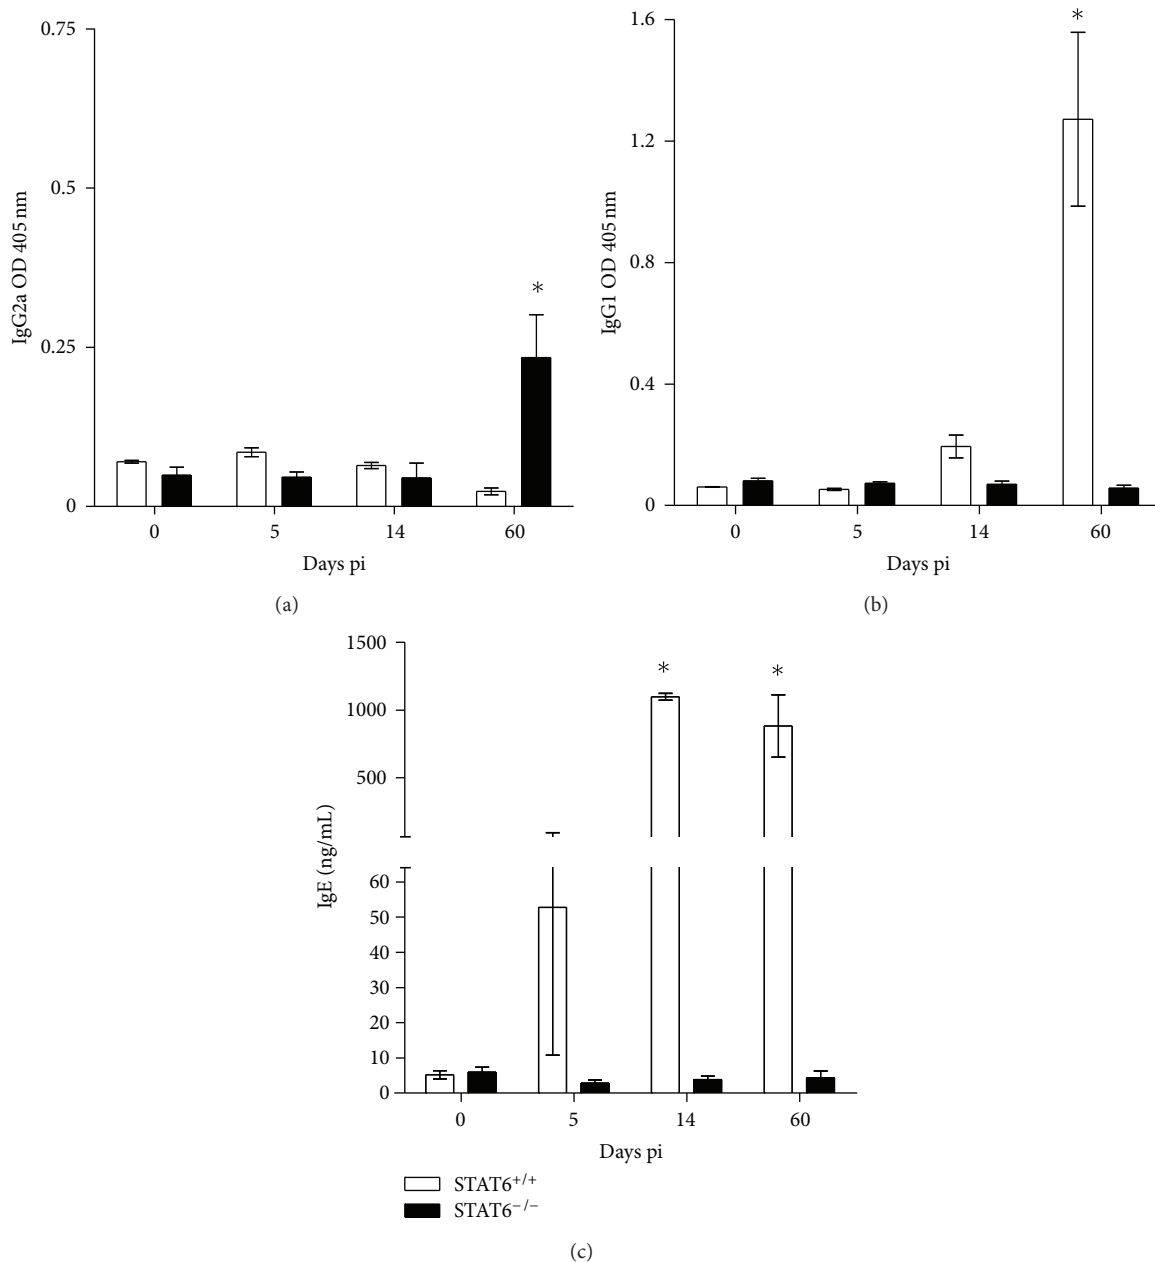 0.75
0.5
0.25
0
IgG2a OD 405 nm
*
0 5 14 60
Days pi
(a)
1.6
1.2
0.8
0.4
0
IgG1 OD 405 nm
*
0 5 14 60
Days pi
(b)
1500
1000
500
60
50
40
30
20
10
0
IgE (ng/mL)
* *
0 5 14 60
Days pi
STAT6+/+
STAT6−/−
(c)